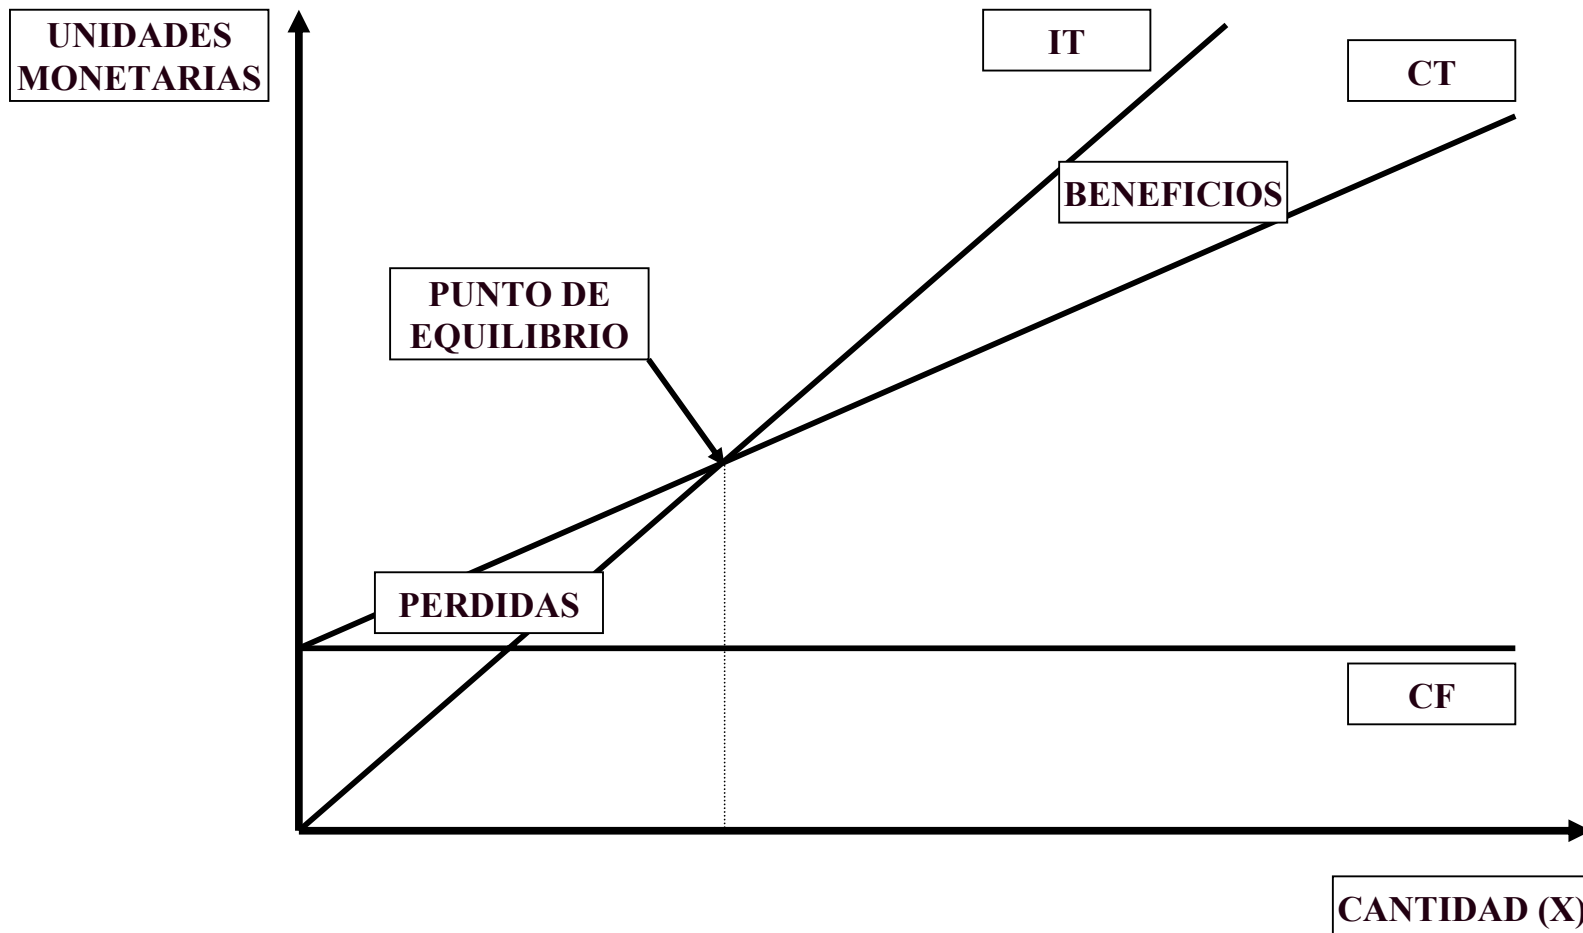 UNIDADES
MONETARIAS
IT
CT
BENEFICIOS
PUNTO DE
EQUILIBRIO
PERDIDAS
CF
CANTIDAD (X)